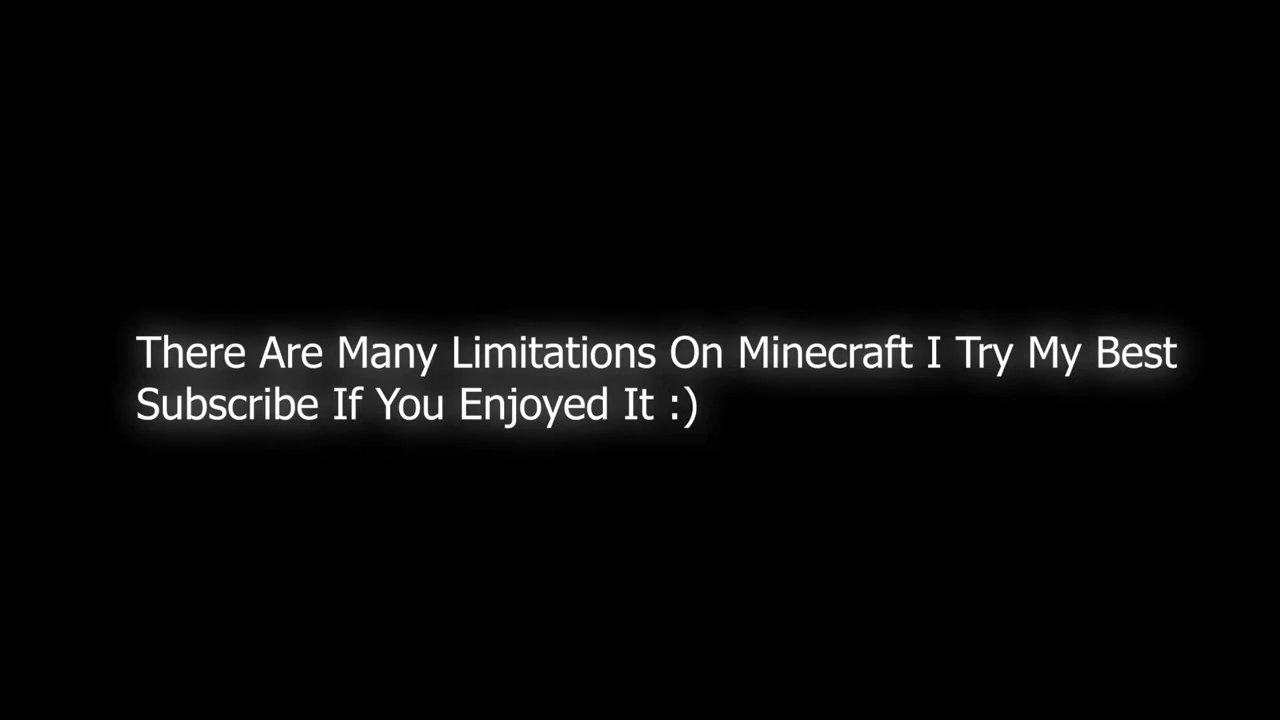 There Are Many Limitations On Minecraft I Try My Best
Subscribe If You Enjoyed It :)